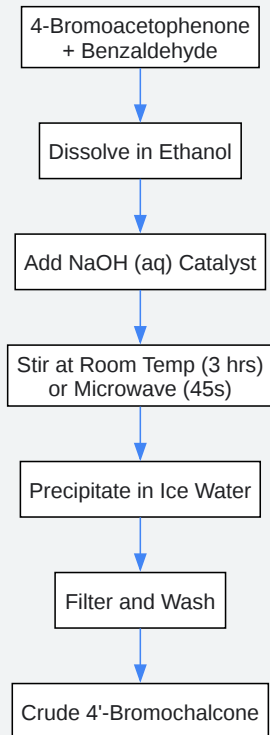 4-Bromoacetophenone
+ Benzaldehyde
Dissolve in Ethanol
Add NaOH (aq) Catalyst
Stir at Room Temp (3 hrs)
or Microwave (45s)
Precipitate in Ice Water
Filter and Wash
Crude 4'-Bromochalcone